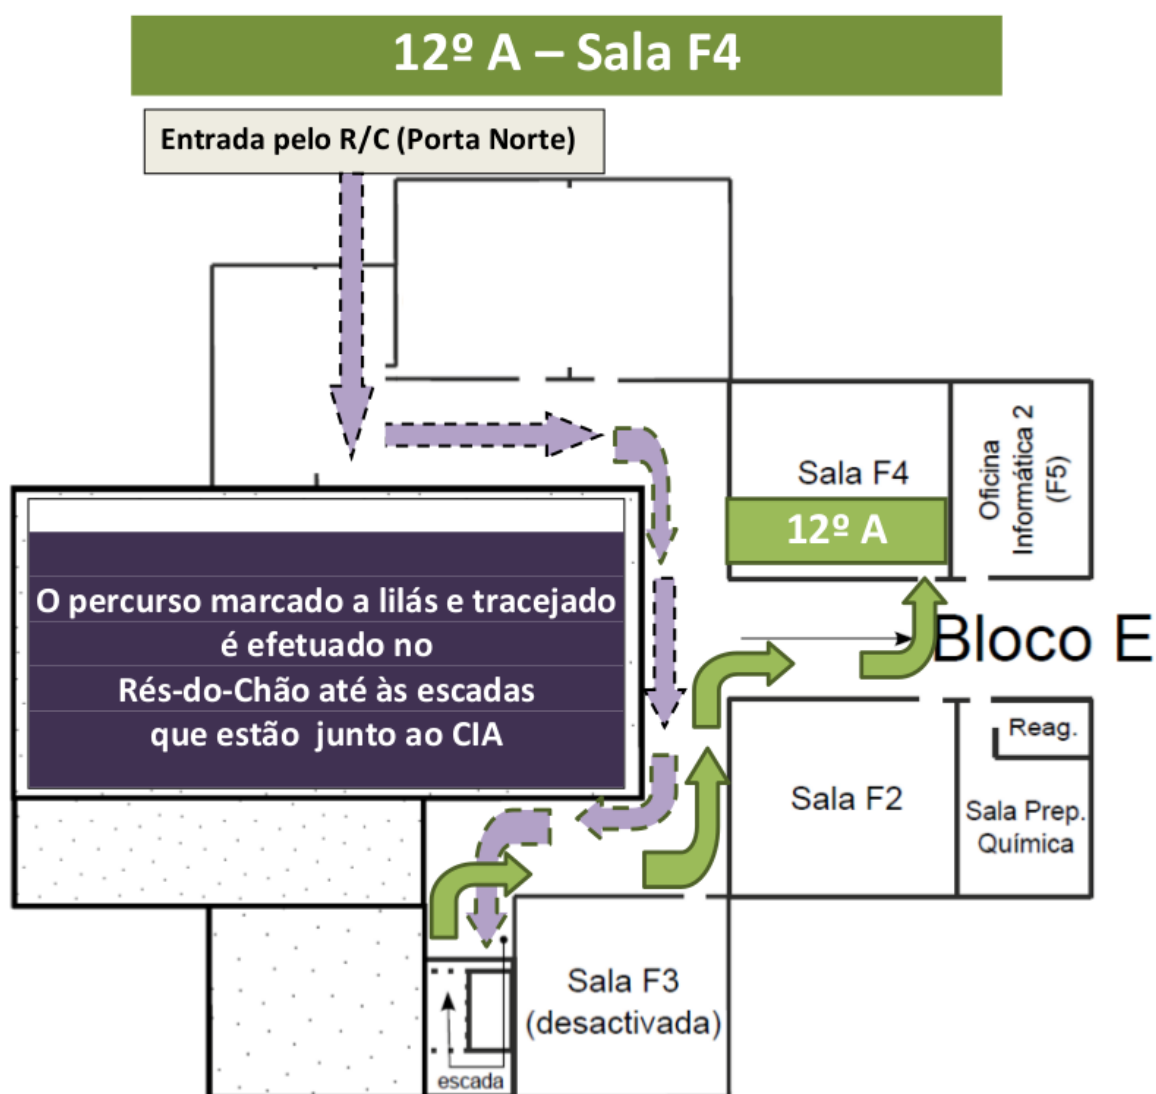 12º A – Sala F4
Entrada pelo R/C (Porta Norte)
Sala F4
12º A
Oficina
Informática 2
(F5)
O percurso marcado a lilás e tracejado
é efetuado no
Rés-do-Chão até às escadas
que estão junto ao CIA
Bloco E
Reag.
Sala F2
Sala Prep.
Química
Sala F3
(desactivada)
escada